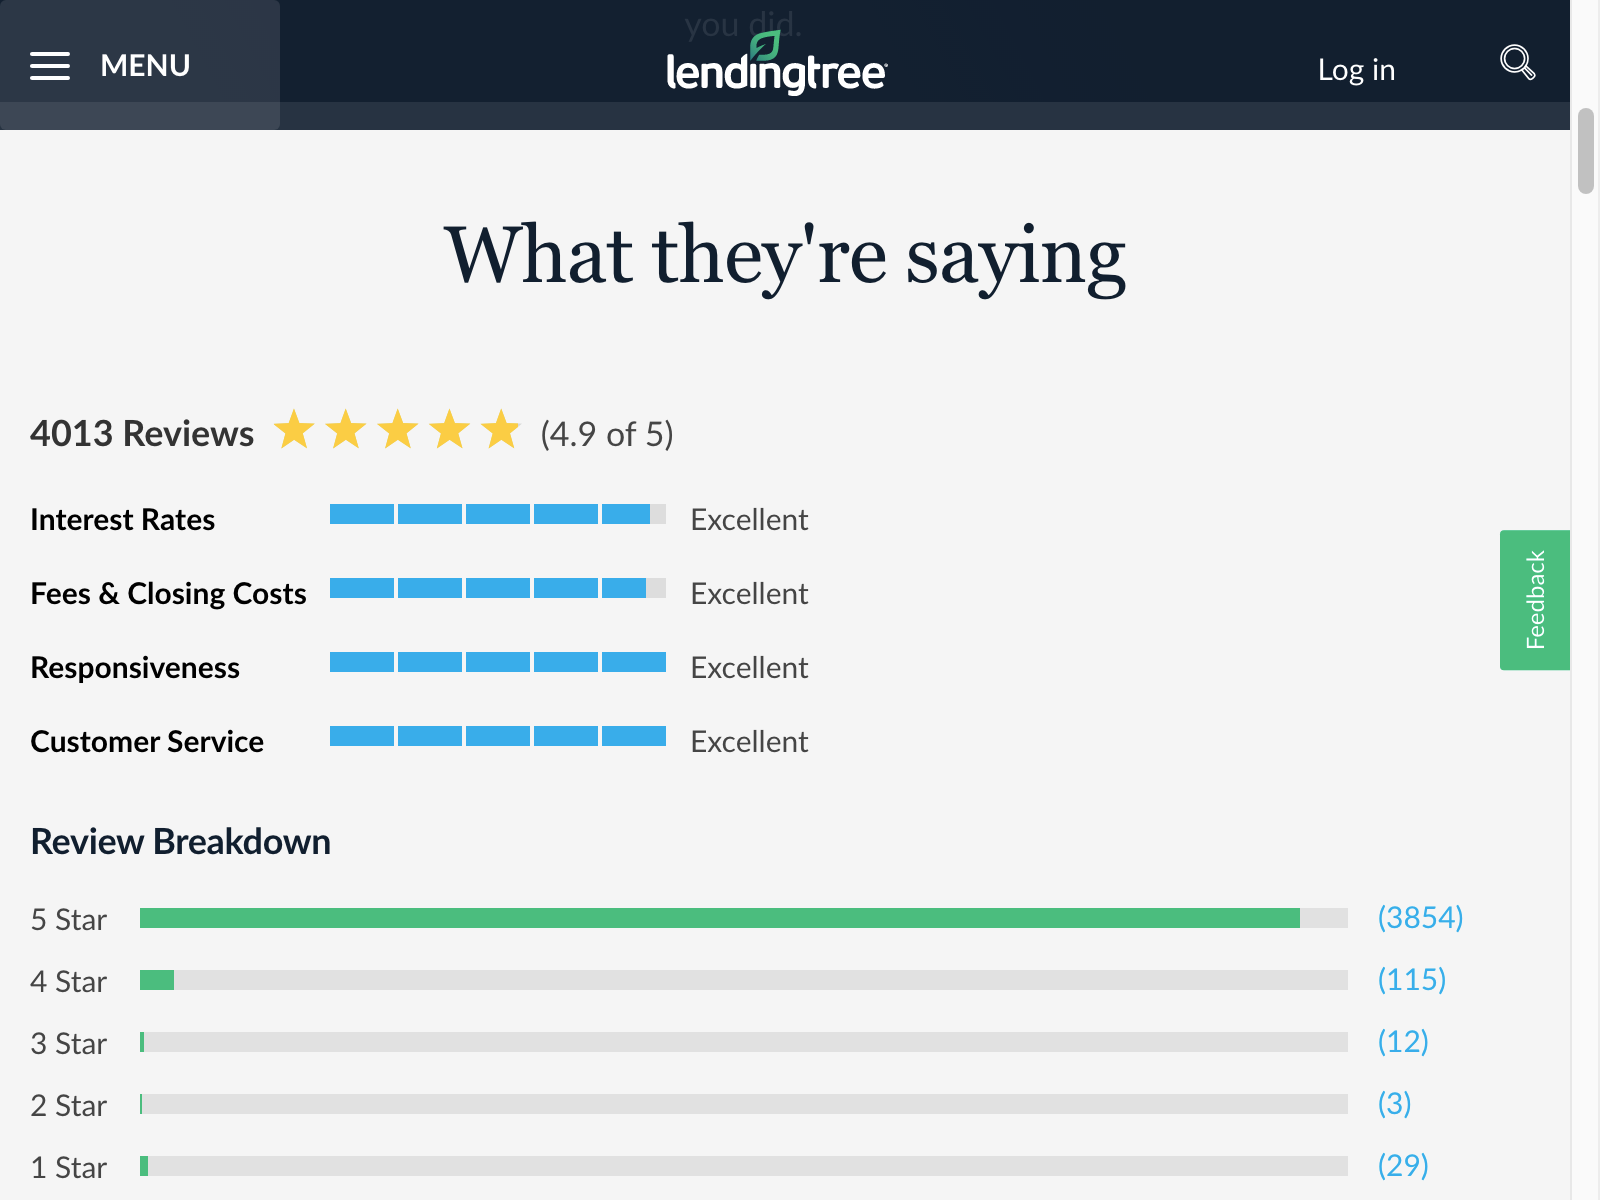 you did.
MENU
lendingtree
Log in
What they're saying
4013 Reviews (4.9 of 5)
Interest Rates Excellent
Fees & Closing Costs Excellent
Responsiveness Excellent
Customer Service Excellent
Feedback
Review Breakdown
5 Star (3854)
4 Star (115)
3 Star (12)
2 Star (3)
1 Star (29)